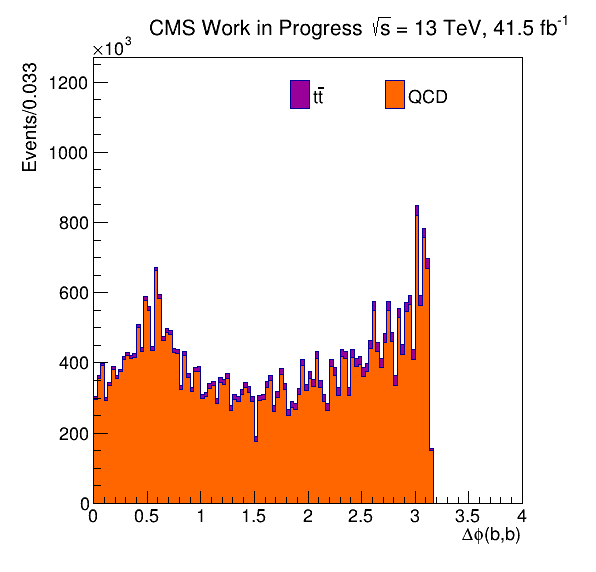 CMS Work in Progress √s = 13 TeV, 41.5 fb⁻¹
×10³
Events/0.033
tt̄
QCD
1200
1000
800
600
400
200
0
0 0.5 1 1.5 2 2.5 3 3.5 4
Δϕ(b,b)